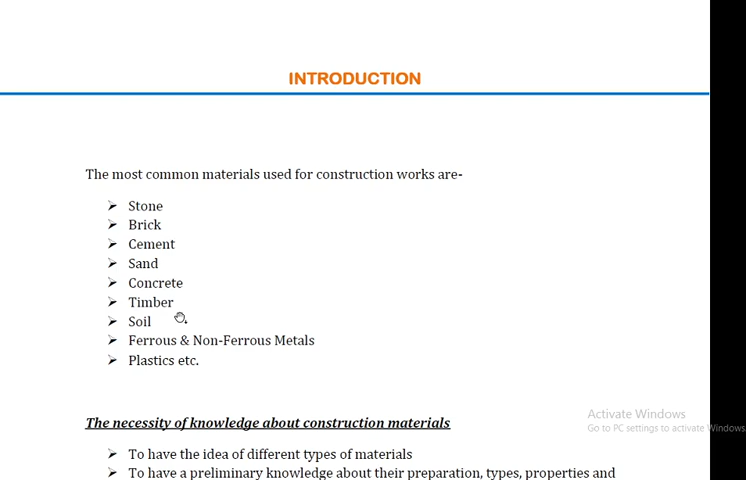 INTRODUCTION
The most common materials used for construction works are-
➢ Stone
➢ Brick
➢ Cement
➢ Sand
➢ Concrete
➢ Timber
➢ Soil
➢ Ferrous & Non-Ferrous Metals
➢ Plastics etc.
The necessity of knowledge about construction materials
➢ To have the idea of different types of materials
➢ To have a preliminary knowledge about their preparation, types, properties and
Activate Windows
Go to PC settings to activate Windows.